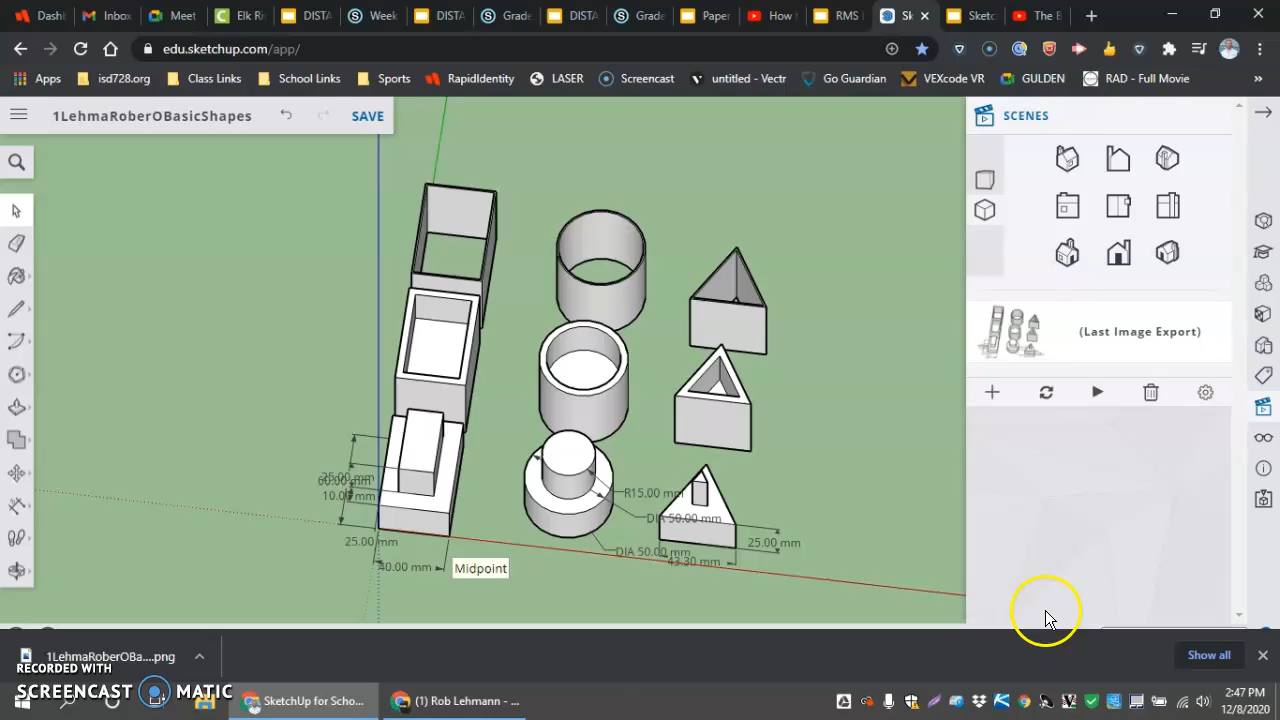 Dashl
Inbox
Meet
Elk R
DISTA
Week
DISTA
Grade
DISTA
Grade
Paper
How t
RMS
Sk
Sketc
The B
edu.sketchup.com/app/
Apps
isd728.org
Class Links
School Links
Sports
RapidIdentity
LASER
Screencast
untitled - Vectr
Go Guardian
VEXcode VR
GULDEN
RAD - Full Movie
»
1LehmaRoberOBasicShapes
SAVE
SCENES
(Last Image Export)
25.00 mm
10.00 mm
25.00 mm
40.00 mm
Midpoint
R15.00 mm
DIA 50.00 mm
DIA 50.00 mm
43.30 mm
25.00 mm
1LehmaRoberOBa....png
Show all
RECORDED WITH
SCREENCAST MATIC
SketchUp for Scho...
(1) Rob Lehmann - ...
2:47 PM
12/8/2020